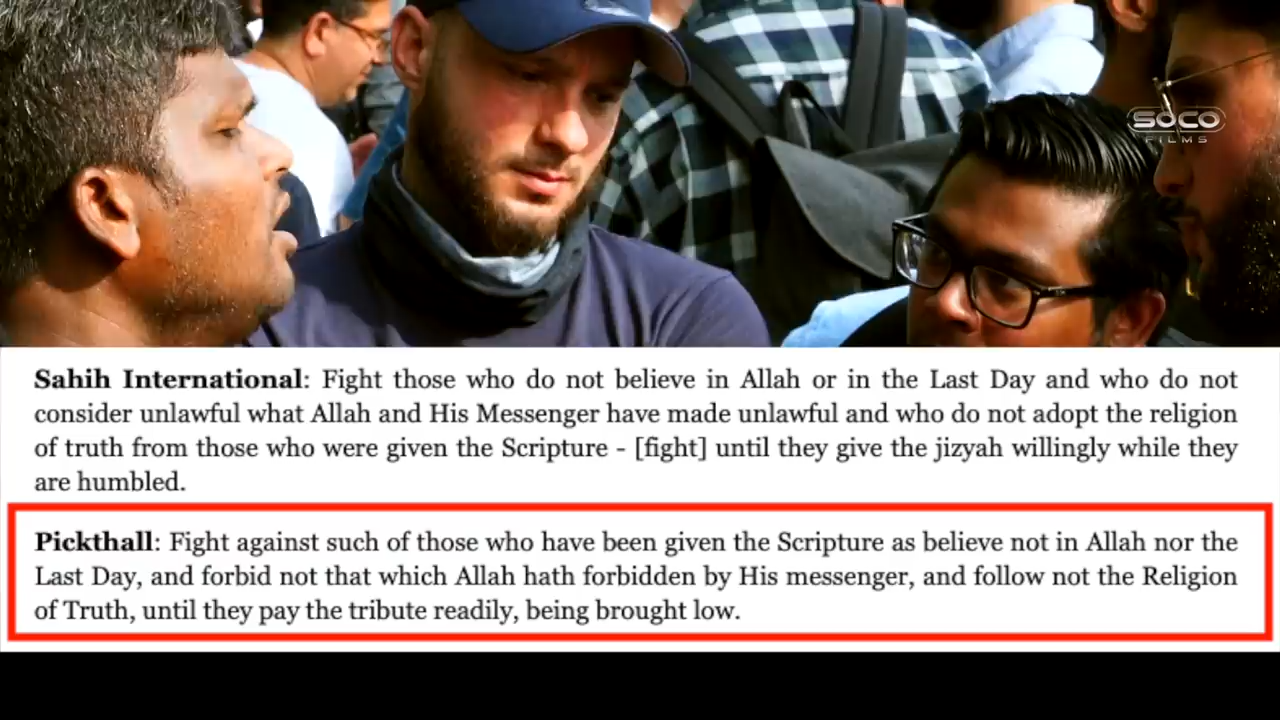 SOCO
FILMS
Sahih International: Fight those who do not believe in Allah or in the Last Day and who do not
consider unlawful what Allah and His Messenger have made unlawful and who do not adopt the religion
of truth from those who were given the Scripture - [fight] until they give the jizyah willingly while they
are humbled.
Pickthall: Fight against such of those who have been given the Scripture as believe not in Allah nor the
Last Day, and forbid not that which Allah hath forbidden by His messenger, and follow not the Religion
of Truth, until they pay the tribute readily, being brought low.